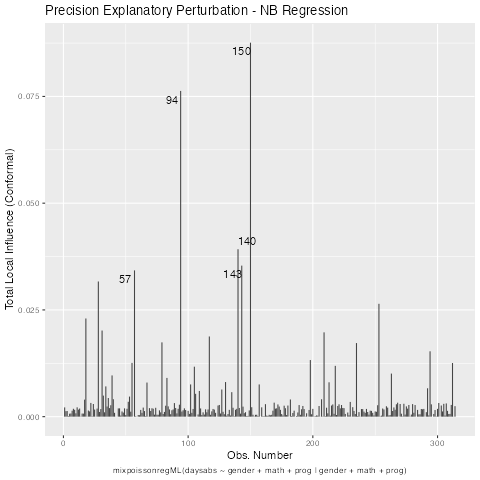 Precision Explanatory Perturbation - NB Regression
150
94
140
143
57
0.075
0.050
0.025
0.000
Total Local Influence (Conformal)
0 100 200 300
Obs. Number
mixpoissonregML(daysabs ~ gender + math + prog | gender + math + prog)